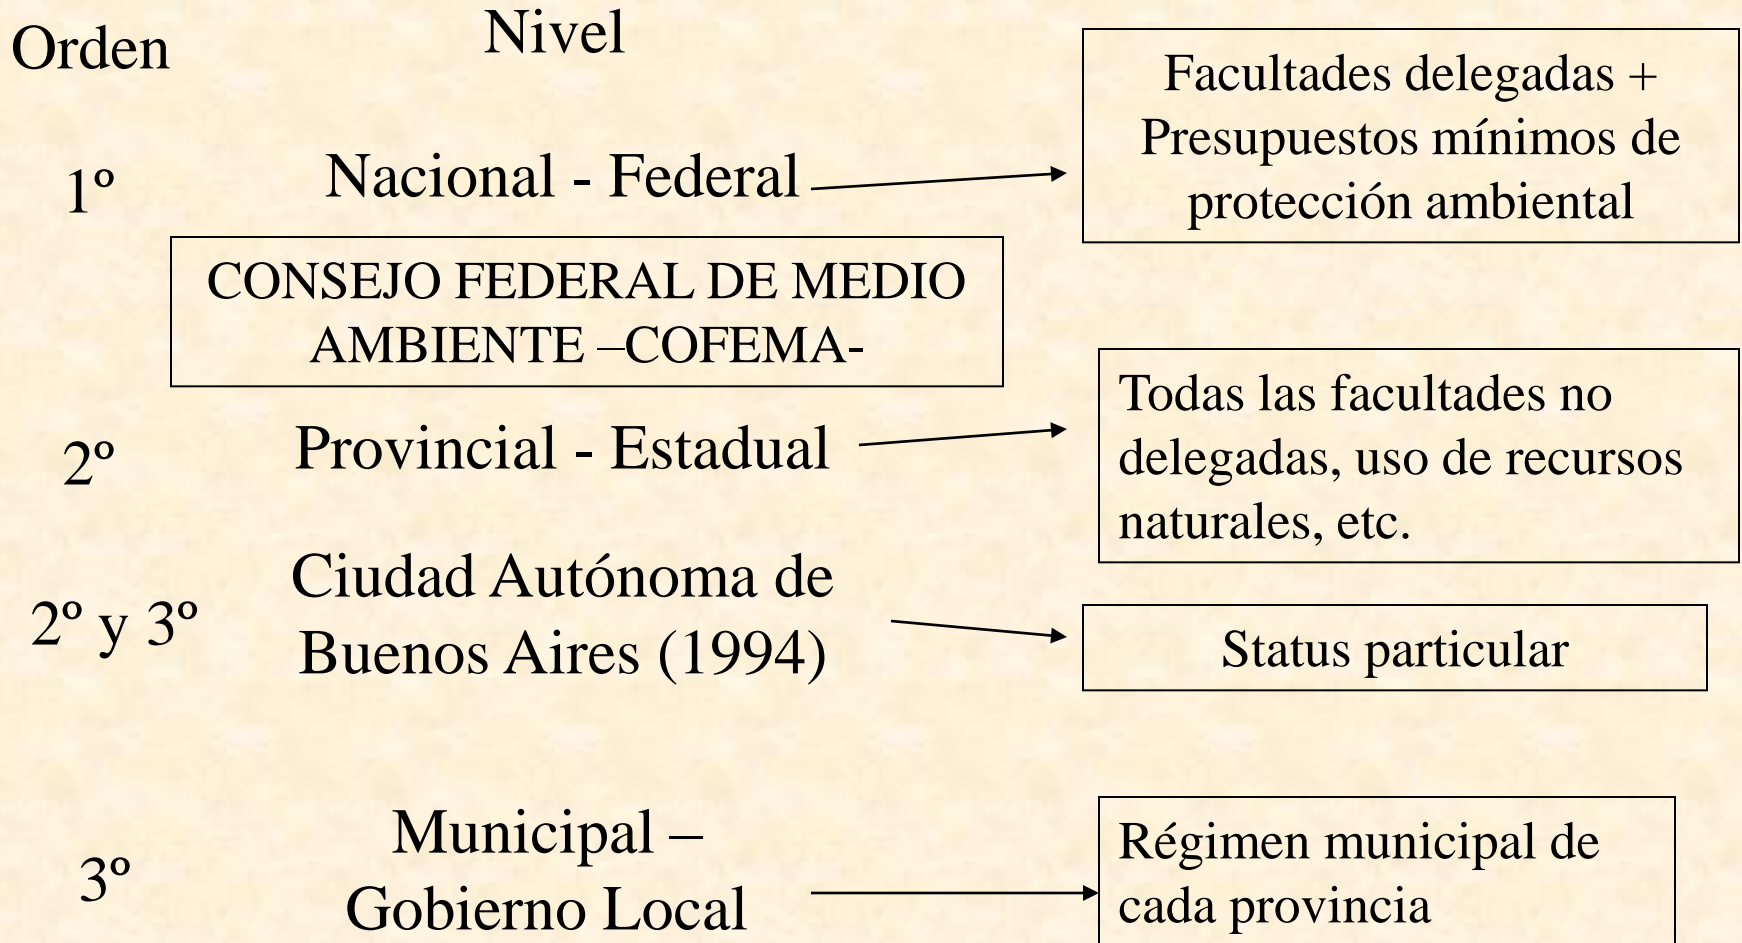 Orden
Nivel
Facultades delegadas +
Presupuestos mínimos de
protección ambiental
1º
Nacional - Federal
CONSEJO FEDERAL DE MEDIO
AMBIENTE –COFEMA-
2º
Provincial - Estadual
Todas las facultades no
delegadas, uso de recursos
naturales, etc.
2º y 3º
Ciudad Autónoma de
Buenos Aires (1994)
Status particular
3º
Municipal –
Gobierno Local
Régimen municipal de
cada provincia